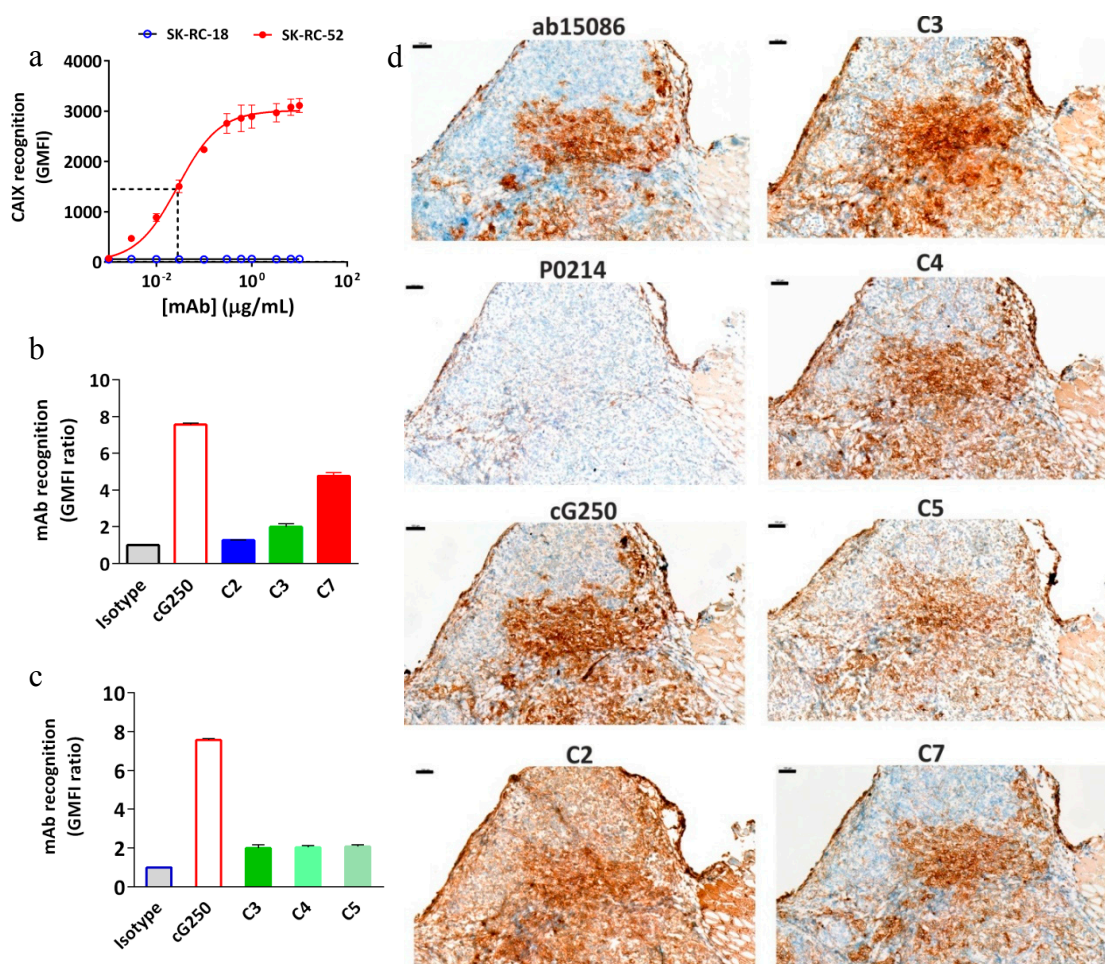 SK-RC-18 SK-RC-52
a
4000
3000
2000
1000
0
CAIX recognition
(GMFI)
10⁻² 10⁰ 10²
[mAb] (μg/mL)
b
10
8
6
4
2
0
mAb recognition
(GMFI ratio)
Isotype cG250 C2 C3 C7
c
10
8
6
4
2
0
mAb recognition
(GMFI ratio)
Isotype cG250 C3 C4 C5
d
ab15086 C3
P0214 C4
cG250 C5
C2 C7